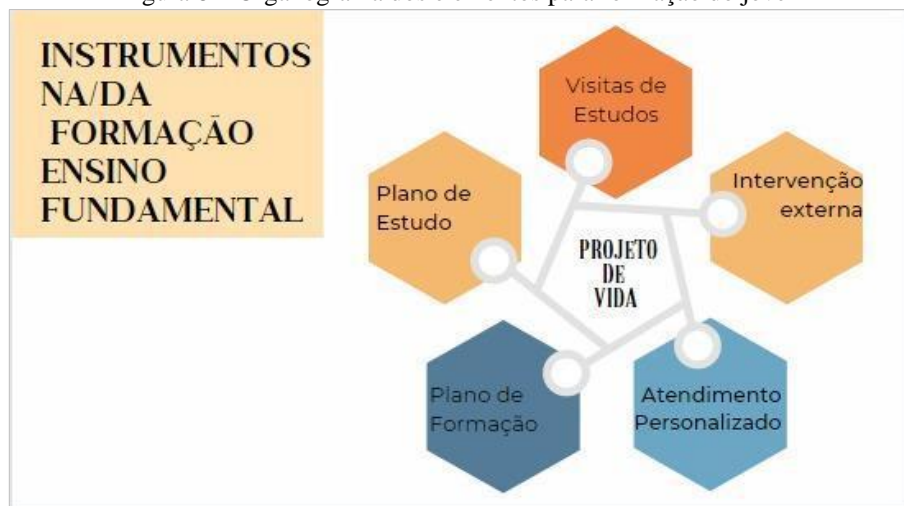 INSTRUMENTOS
NA/DA
FORMAÇÃO
ENSINO
FUNDAMENTAL
Visitas de
Estudos
Plano de
Estudo
Intervenção
externa
PROJETO
DE
VIDA
Plano de
Formação
Atendimento
Personalizado